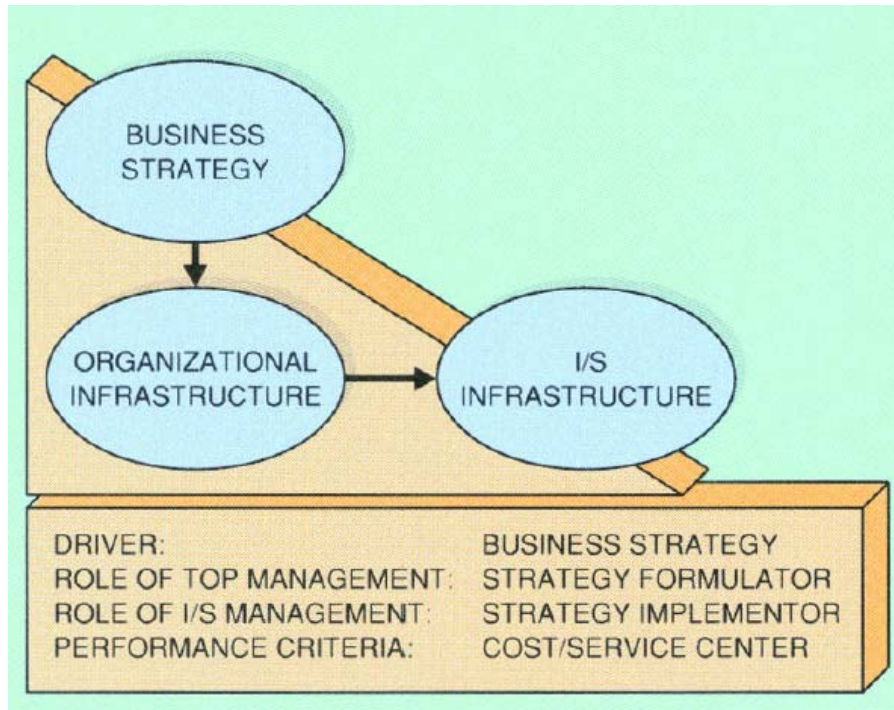 BUSINESS
STRATEGY
ORGANIZATIONAL
INFRASTRUCTURE
I/S
INFRASTRUCTURE
DRIVER: BUSINESS STRATEGY
ROLE OF TOP MANAGEMENT: STRATEGY FORMULATOR
ROLE OF I/S MANAGEMENT: STRATEGY IMPLEMENTOR
PERFORMANCE CRITERIA: COST/SERVICE CENTER